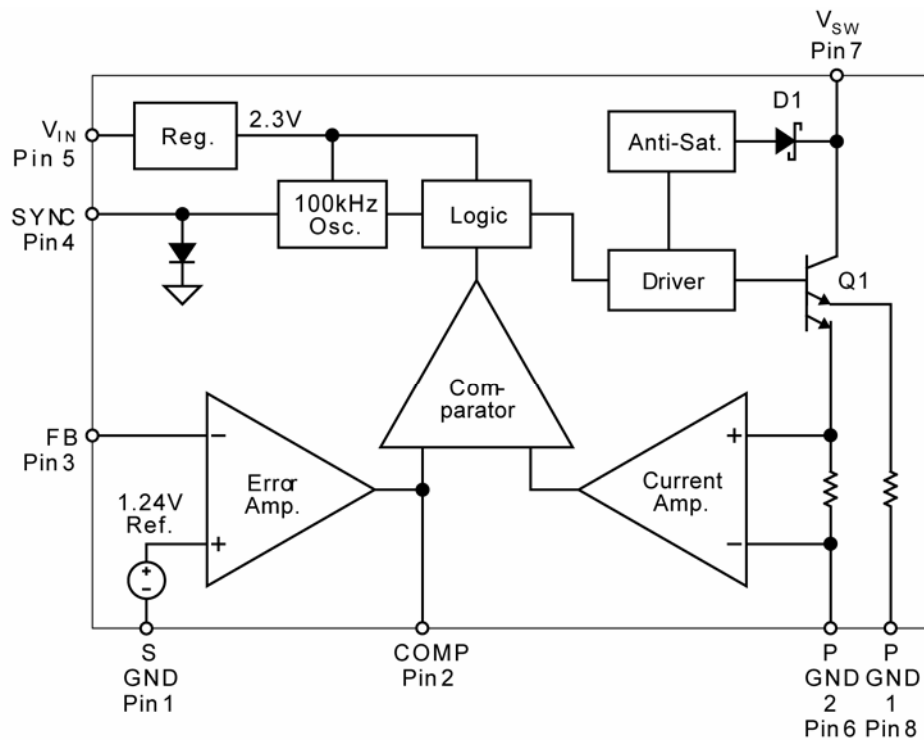 VSW
Pin 7
D1
VIN
Pin 5
Reg.
2.3V
Anti-Sat.
SYNC
Pin 4
100kHz
Osc.
Logic
Driver
Q1
Com-
parator
FB
Pin 3
−
Error
Amp.
+
1.24V
Ref.
+
−
+
Current
Amp.
−
S
GND
Pin 1
COMP
Pin 2
P
GND
2
Pin 6
P
GND
1
Pin 8